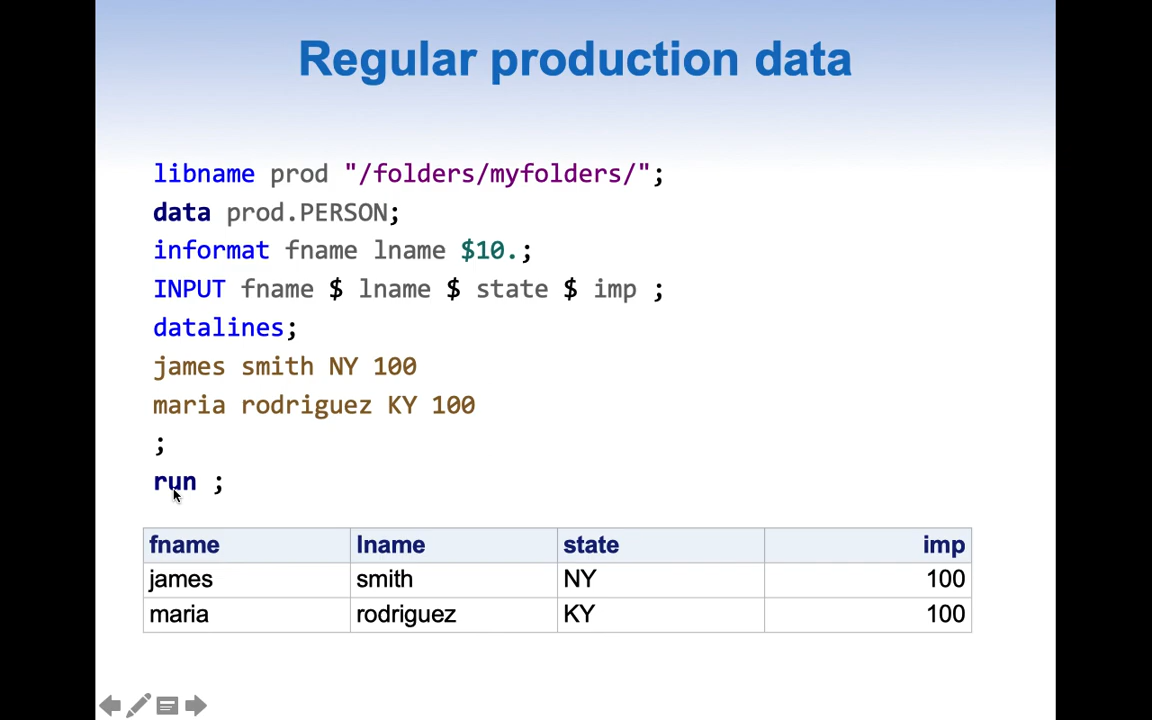 Regular production data
libname prod "/folders/myfolders/";
data prod.PERSON;
informat fname lname $10.;
INPUT fname $ lname $ state $ imp ;
datalines;
james smith NY 100
maria rodriguez KY 100
;
run ;
fname lname state imp
james smith NY 100
maria rodriguez KY 100